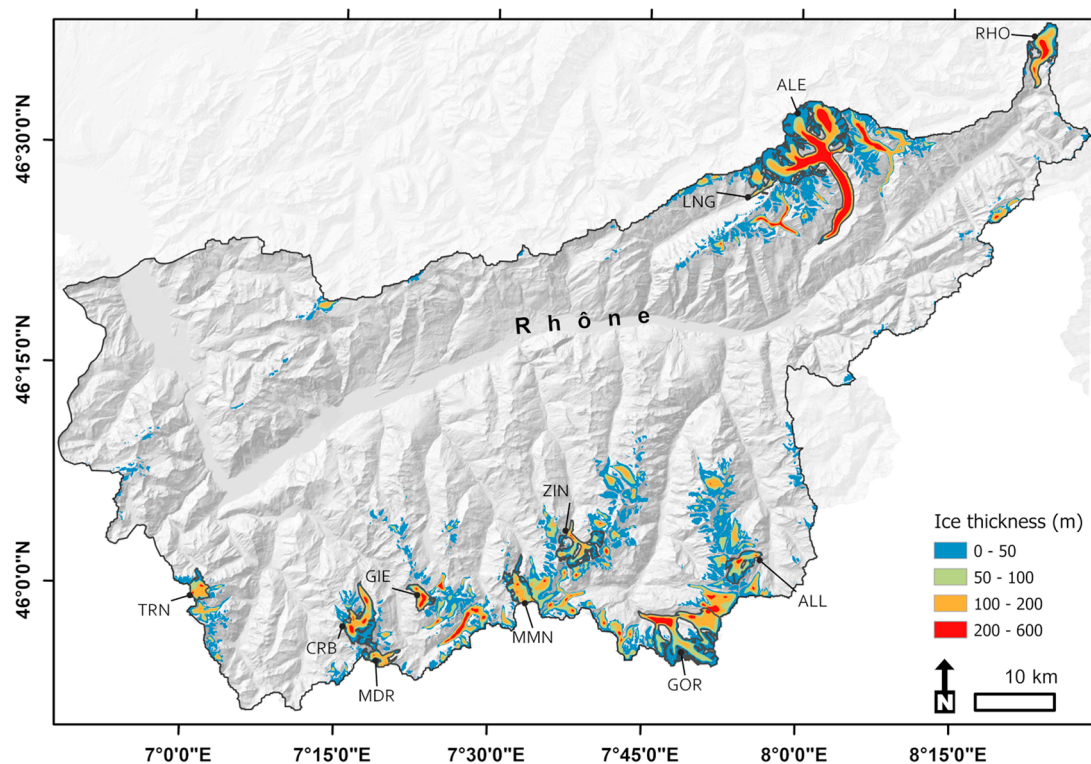 RHO
ALE
46°30'0"N
LNG
Rhône
46°15'0"N
ZIN
Ice thickness (m)
0 - 50
50 - 100
100 - 200
200 - 600
46°0'0"N
GIE
TRN
ALL
CRB
MMN
MDR
GOR
10 km
N
7°0'0"E
7°15'0"E
7°30'0"E
7°45'0"E
8°0'0"E
8°15'0"E